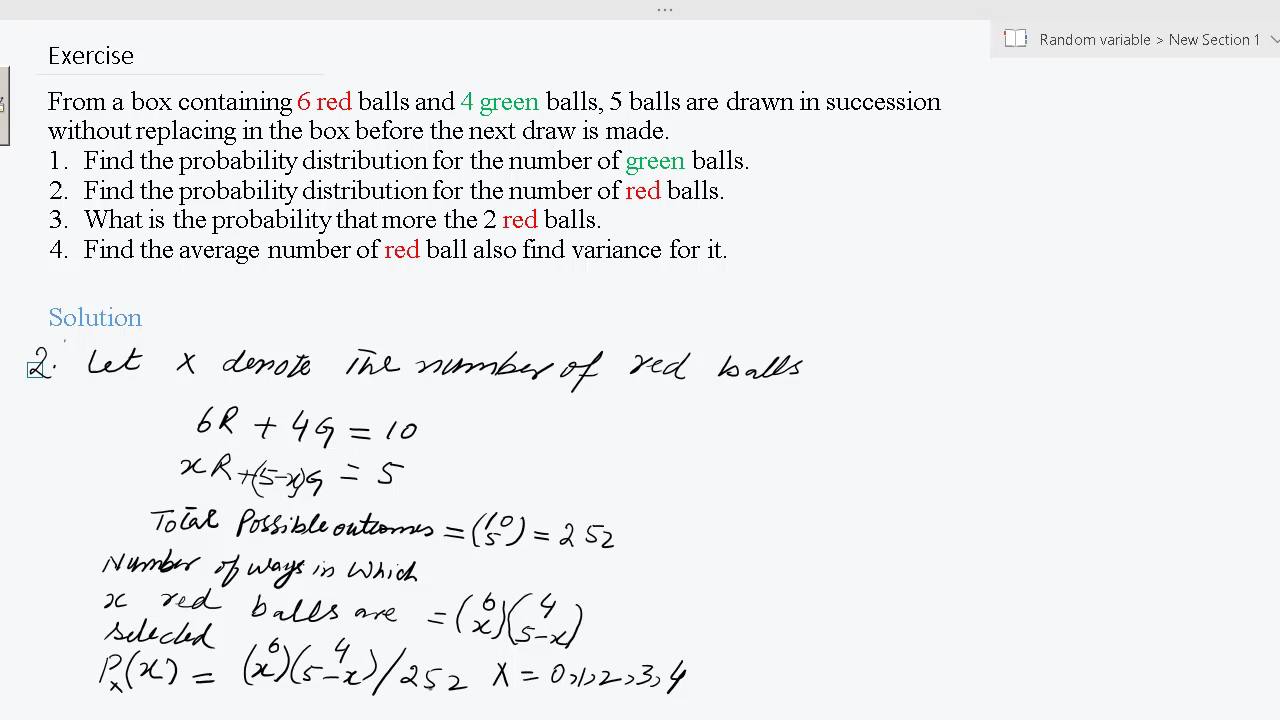 ...
Random variable > New Section 1
Exercise
From a box containing 6 red balls and 4 green balls, 5 balls are drawn in succession
without replacing in the box before the next draw is made.
1. Find the probability distribution for the number of green balls.
2. Find the probability distribution for the number of red balls.
3. What is the probability that more the 2 red balls.
4. Find the average number of red ball also find variance for it.
Solution
2. Let X denote the number of red balls
6R + 4G = 10
xR+(5-x)G = 5
Total Possible outcomes = (10 5) = 252
Number of ways in which
x red balls are = (6 x)(4 5-x)
selected
Px(x) = (6 x)(4 5-x)/252 X = 0,1,2,3,4